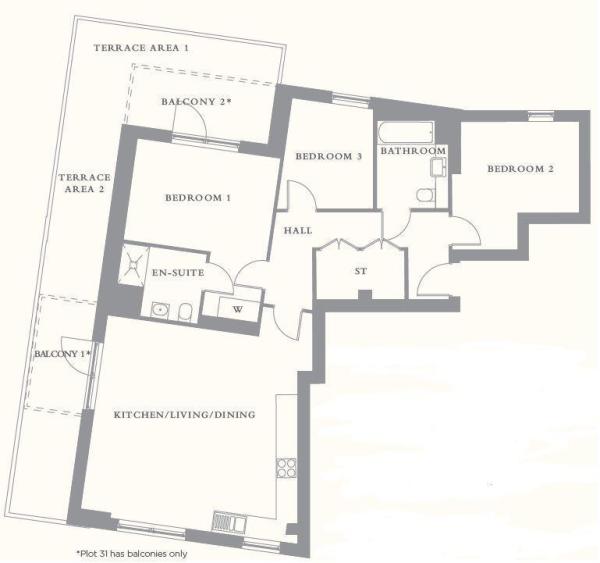 TERRACE AREA 1
BALCONY 2*
BEDROOM 3
BATHROOM
BEDROOM 2
TERRACE
AREA 2
BEDROOM 1
HALL
EN-SUITE
ST
W
BALCONY 1*
KITCHEN/LIVING/DINING
*Plot 31 has balconies only